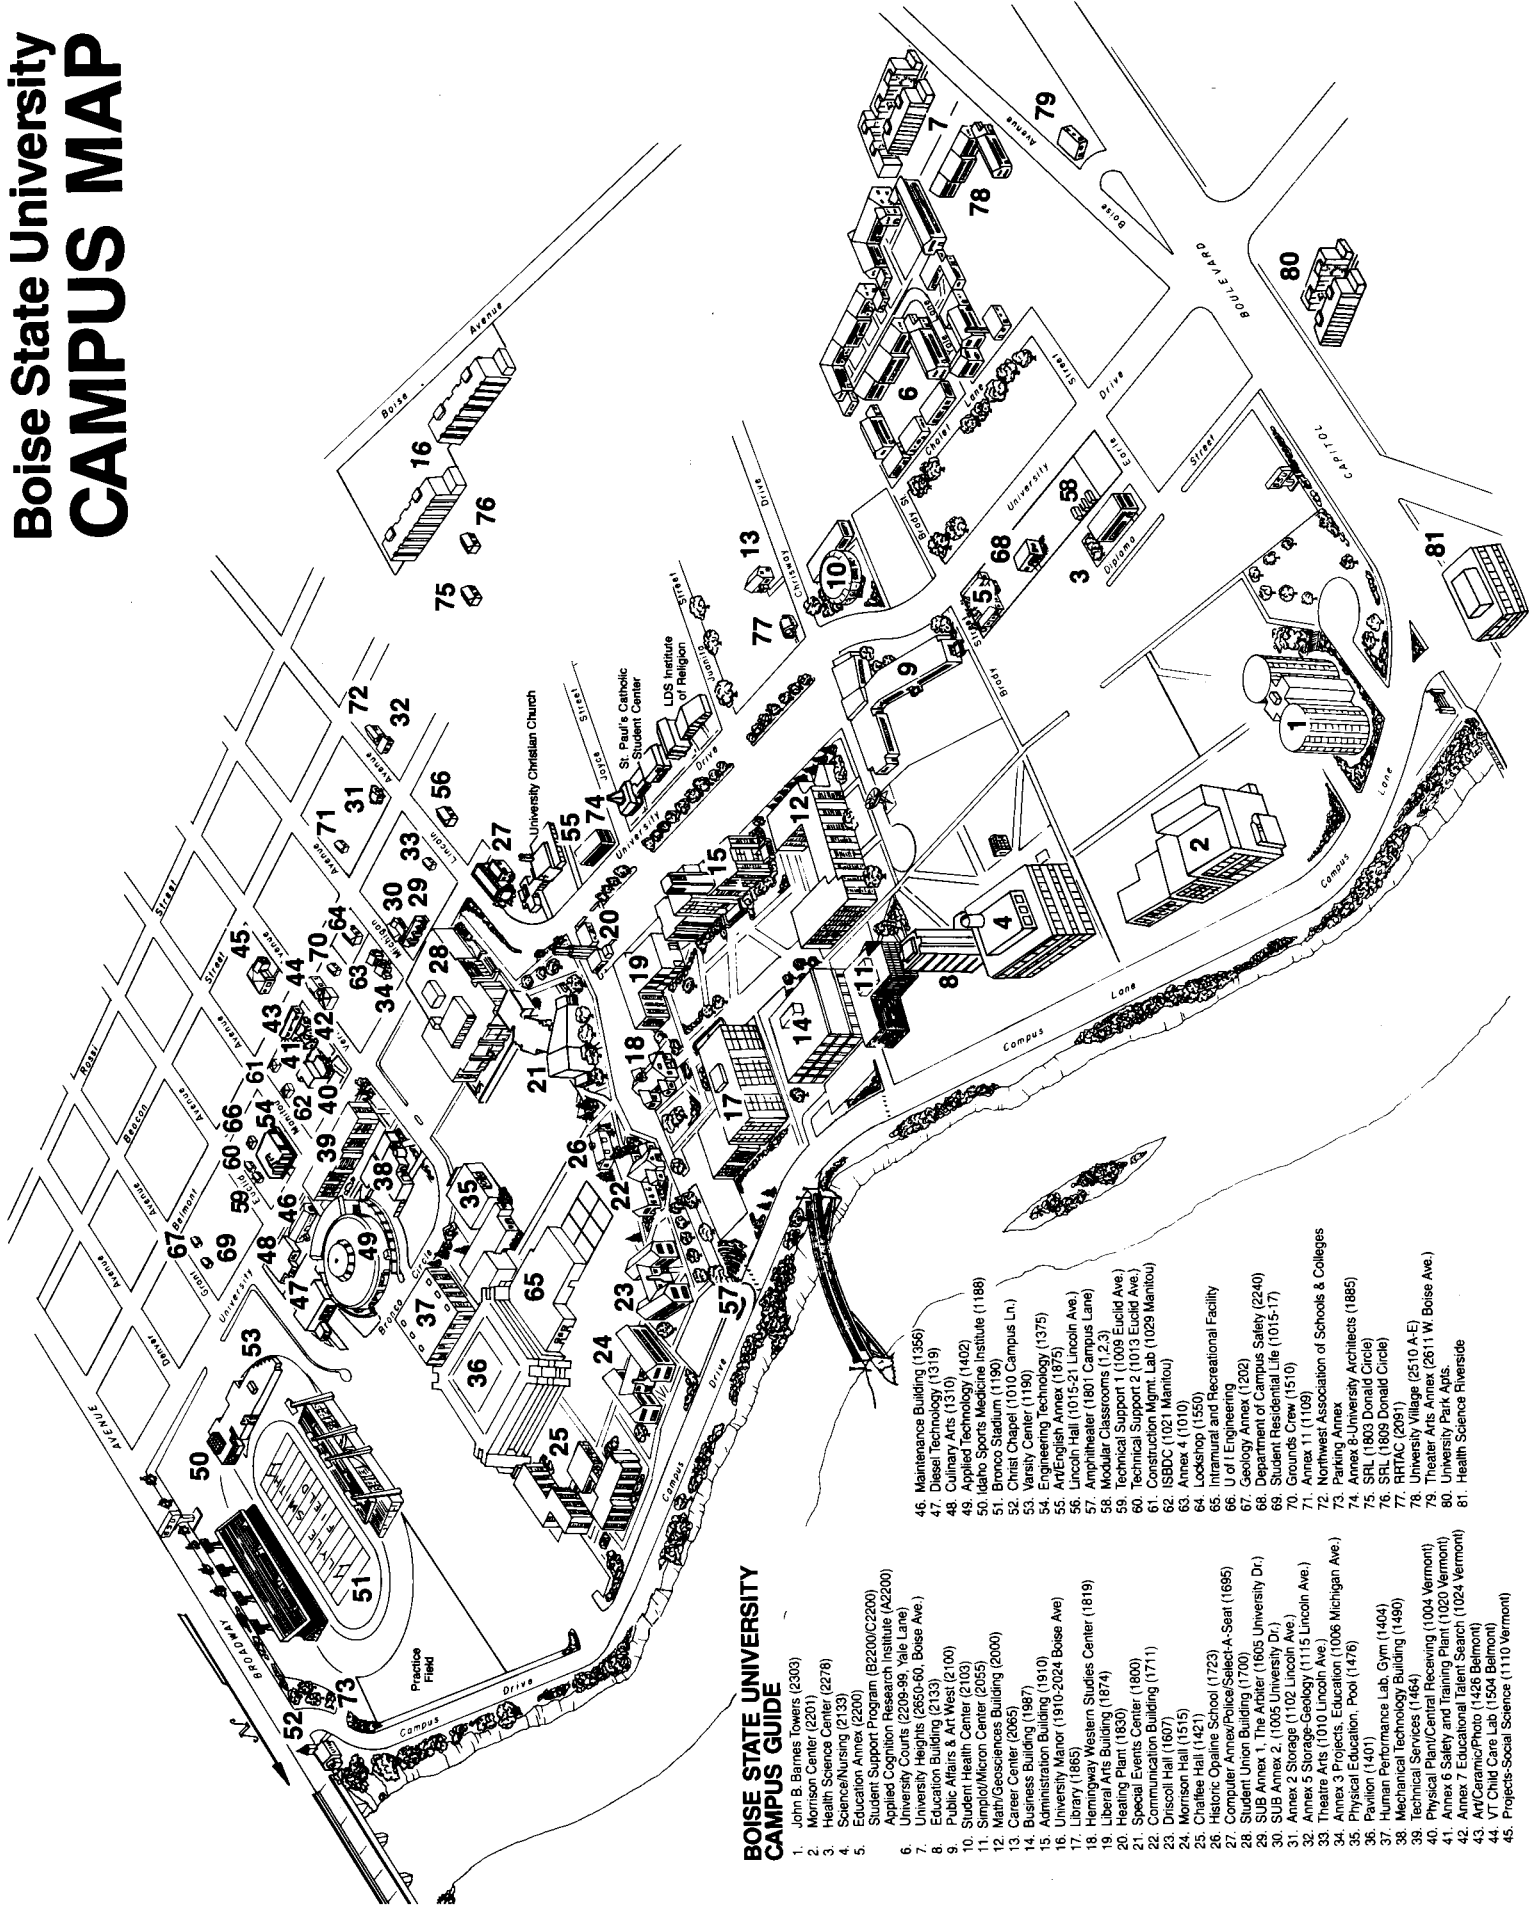 Boise State University
CAMPUS MAP
BOISE STATE UNIVERSITY
CAMPUS GUIDE
1. John B. Barnes Towers (2303)
2. Morrison Center (2201)
3. Health Science Center (2278)
4. Science/Nursing (2133)
5. Education Annex (2200)
Student Support Program (B2200/C2200)
Applied Cognition Research Institute (A2200)
6. University Courts (2209-99, Yale Lane)
7. University Heights (2650-60, Boise Ave.)
8. Education Building (2133)
9. Public Affairs & Art West (2100)
10. Student Health Center (2103)
11. Simplot/Micron Center (2055)
12. Math/Geosciences Building (2000)
13. Career Center (2065)
14. Business Building (1987)
15. Administration Building (1910)
16. University Manor (1910-2024 Boise Ave)
17. Library (1865)
18. Hemingway Western Studies Center (1819)
19. Liberal Arts Building (1874)
20. Heating Plant (1830)
21. Special Events Center (1800)
22. Communication Building (1711)
23. Driscoll Hall (1607)
24. Morrison Hall (1515)
25. Chaffee Hall (1421)
26. Historic Opaline School (1723)
27. Computer Annex/Police/Select-A-Seat (1695)
28. Student Union Building (1700)
29. SUB Annex 1, The Arbiter (1605 University Dr.)
30. SUB Annex 2, (1005 University Dr.)
31. Annex 2 Storage (1102 Lincoln Ave.)
32. Annex 5 Storage-Geology (1115 Lincoln Ave.)
33. Theatre Arts (1010 Lincoln Ave.)
34. Annex 3 Projects, Education (1006 Michigan Ave.)
35. Physical Education, Pool (1476)
36. Pavilion (1401)
37. Human Performance Lab, Gym (1404)
38. Mechanical Technology Building (1490)
39. Technical Services (1464)
40. Physical Plant/Central Receiving (1004 Vermont)
41. Annex 6 Safety and Training Plant (1020 Vermont)
42. Annex 7 Educational Talent Search (1024 Vermont)
43. Art/Ceramic/Photo (1426 Belmont)
44. VT Child Care Lab (1504 Belmont)
45. Projects-Social Science (1110 Vermont)
46. Maintenance Building (1356)
47. Diesel Technology (1319)
48. Culinary Arts (1310)
49. Applied Technology (1402)
50. Idaho Sports Medicine Institute (1188)
51. Bronco Stadium (1190)
52. Christ Chapel (1010 Campus Ln.)
53. Varsity Center (1190)
54. Engineering Technology (1375)
55. Art/English Annex (1875)
56. Lincoln Hall (1015-21 Lincoln Ave.)
57. Amphitheater (1801 Campus Lane)
58. Modular Classrooms (1,2,3)
59. Technical Support 1 (1009 Euclid Ave.)
60. Technical Support 2 (1013 Euclid Ave.)
61. Construction Mgmt. Lab (1029 Manitou)
62. ISBDC (1021 Manitou)
63. Annex 4 (1010)
64. Lockshop (1550)
65. Intramural and Recreational Facility
66. U of I Engineering
67. Geology Annex (1202)
68. Department of Campus Safety (2240)
69. Student Residential Life (1015-17)
70. Grounds Crew (1510)
71. Annex 11 (1109)
72. Northwest Association of Schools & Colleges
73. Parking Annex
74. Annex 8-University Architects (1885)
75. SRL (1803 Donald Circle)
76. SRL (1809 Donald Circle)
77. RRTAC (2091)
78. University Village (2510 A-E)
79. Theater Arts Annex (2611 W. Boise Ave.)
80. University Park Apts.
81. Health Science Riverside
BROADWAY
AVENUE
Practice
Field
Campus
Drive
Campus
Drive
Campus
Lane
Campus
Lane
Bronco
Circle
University
Denver
Avenue
Grant
Avenue
Belmont
Beacon
Street
Rossi
Street
Euclid
Avenue
Manitou
Avenue
Michigan
Avenue
Lincoln
Avenue
University Christian Church
Joyce
Street
St. Paul's Catholic
Student Center
LDS Institute
of Religion
Juanita
Street
University
Drive
Chrisway
Drive
Boise
Avenue
Brady
Street
Brady St.
Chalet
Lane
Yale
Lane
University
Drive
Earle
Street
Street
Diploma
Boise
Avenue
CAPITOL
BOULEVARD
N